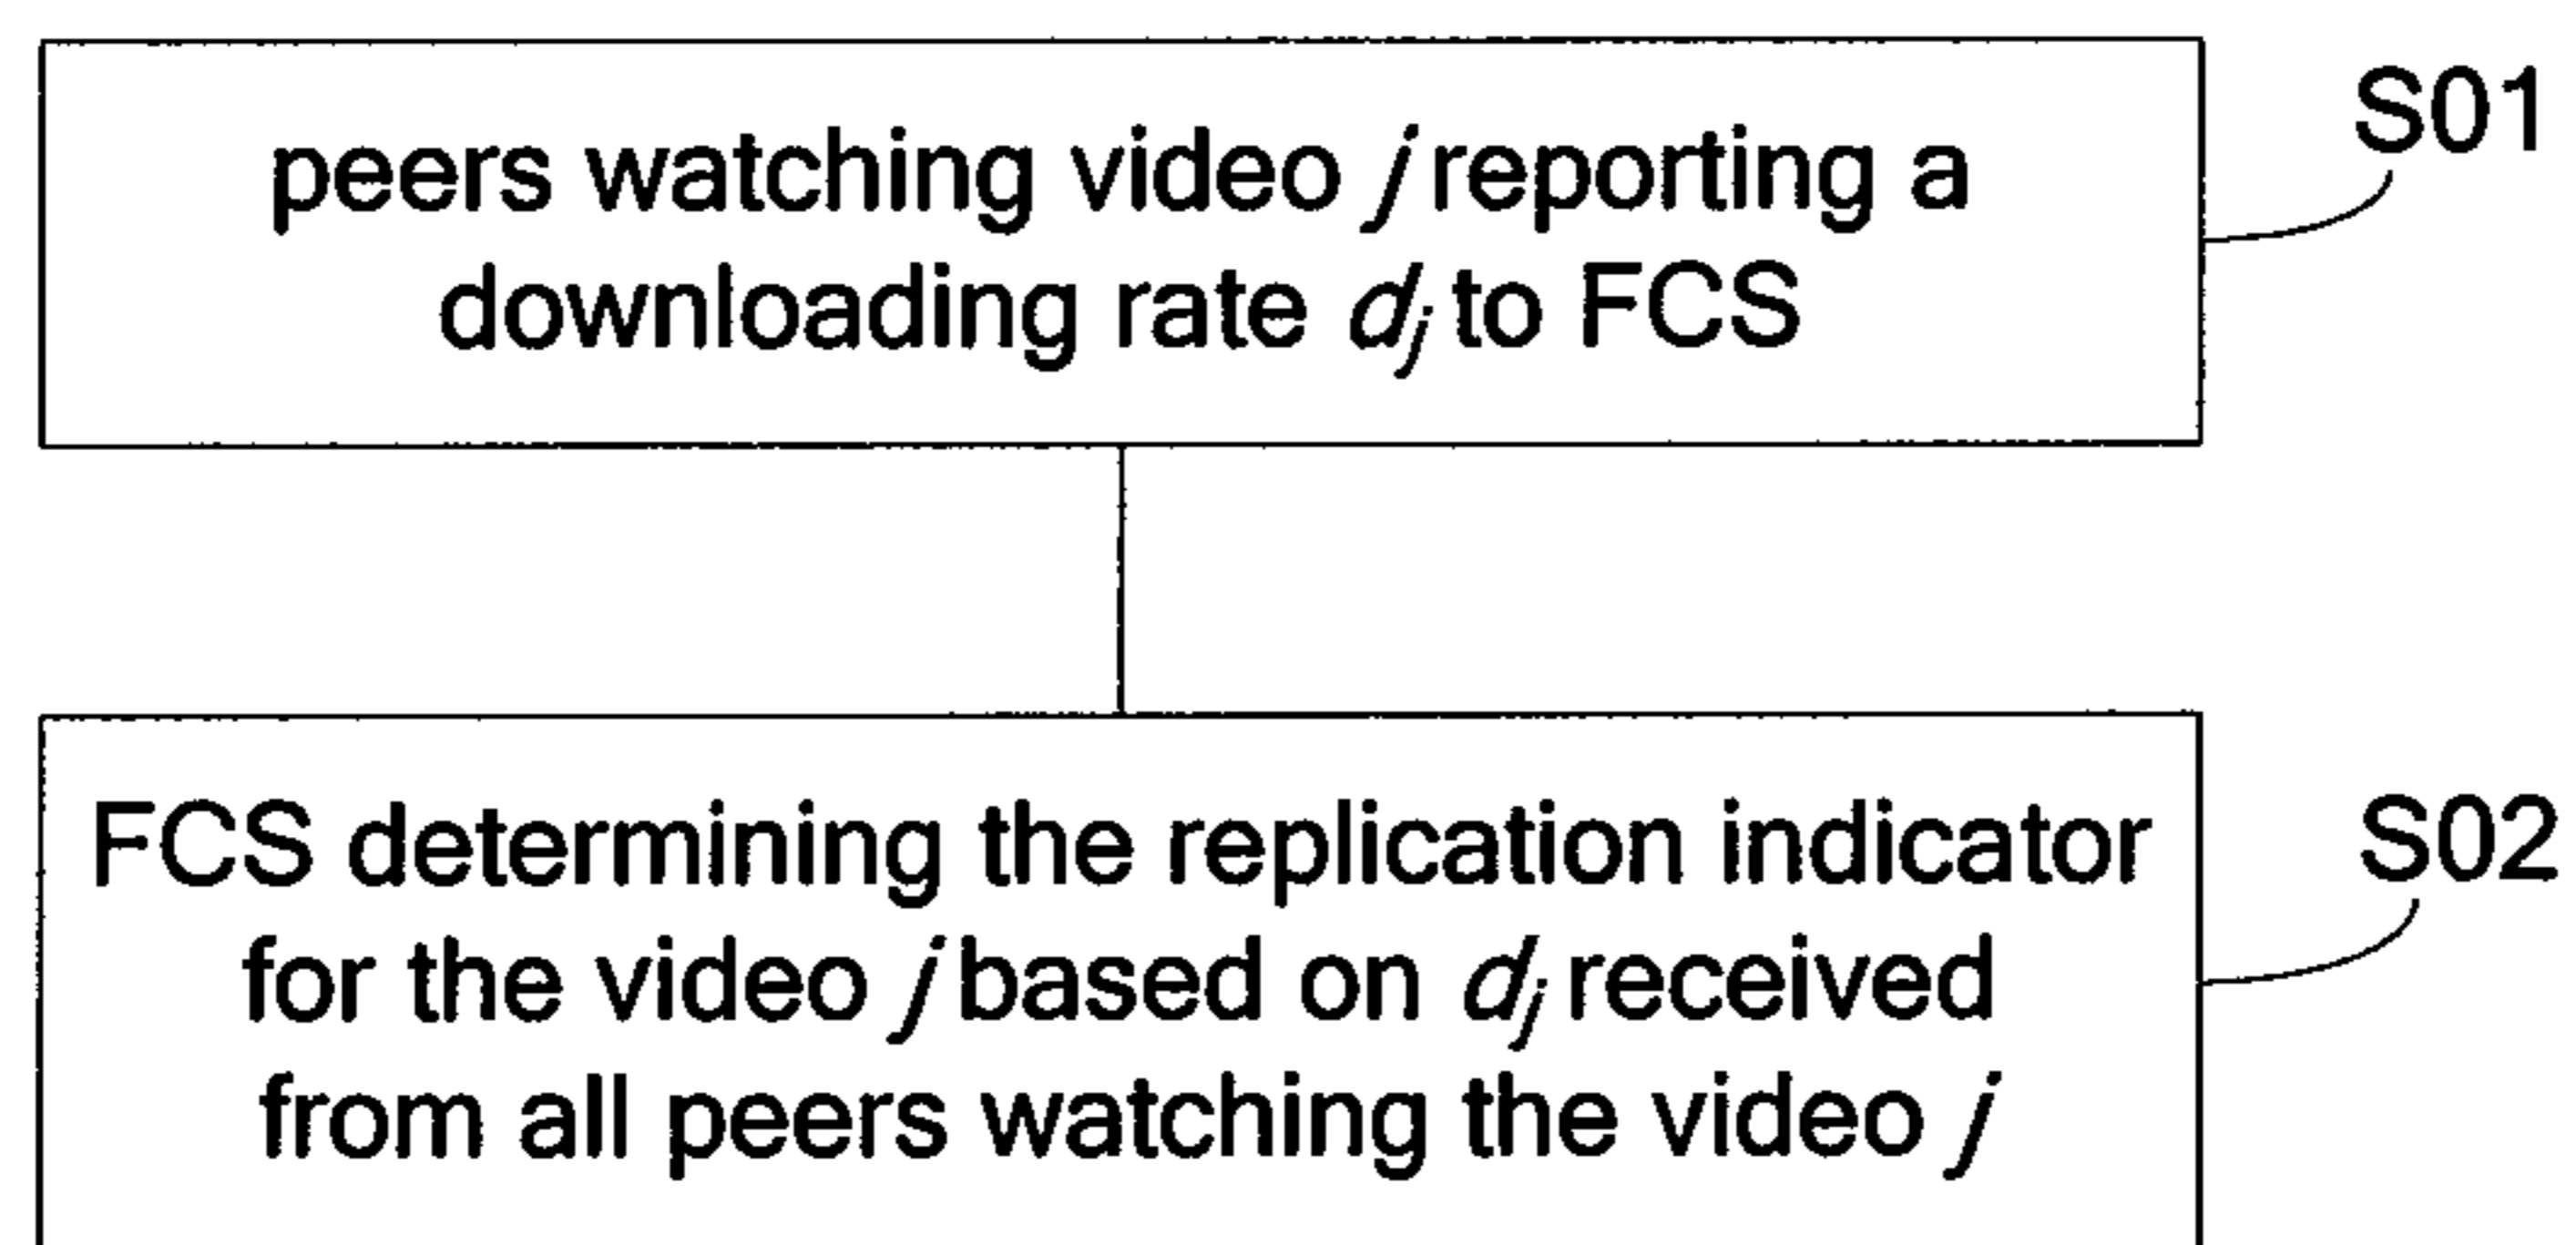 peers watching video j reporting a
downloading rate dj to FCS
S01
FCS determining the replication indicator
for the video j based on dj received
from all peers watching the video j
S02